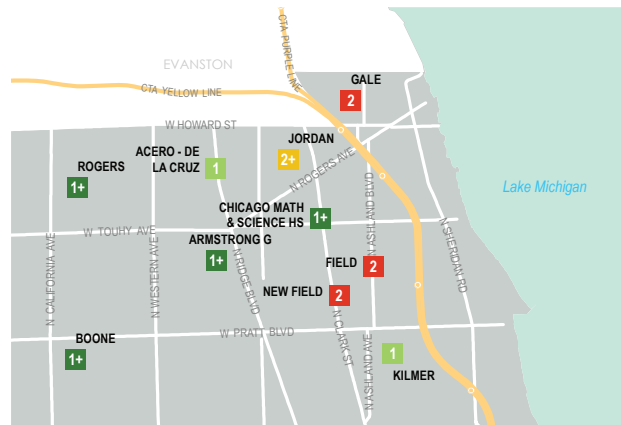 CTA PURPLE LINE
EVANSTON
GALE
2
CTA YELLOW LINE
W HOWARD ST
JORDAN
2+
ACERO - DE
LA CRUZ
1
ROGERS
1+
N ROGERS AVE
Lake Michigan
CHICAGO MATH
& SCIENCE HS
1+
N ASHLAND BLVD
N SHERIDAN RD
W TOUHY AVE
ARMSTRONG G
1+
N CALIFORNIA AVE
N WESTERN AVE
N RIDGE BLVD
FIELD
2
NEW FIELD
2
N CLARK ST
W PRATT BLVD
BOONE
1+
N ASHLAND AVE
1
KILMER